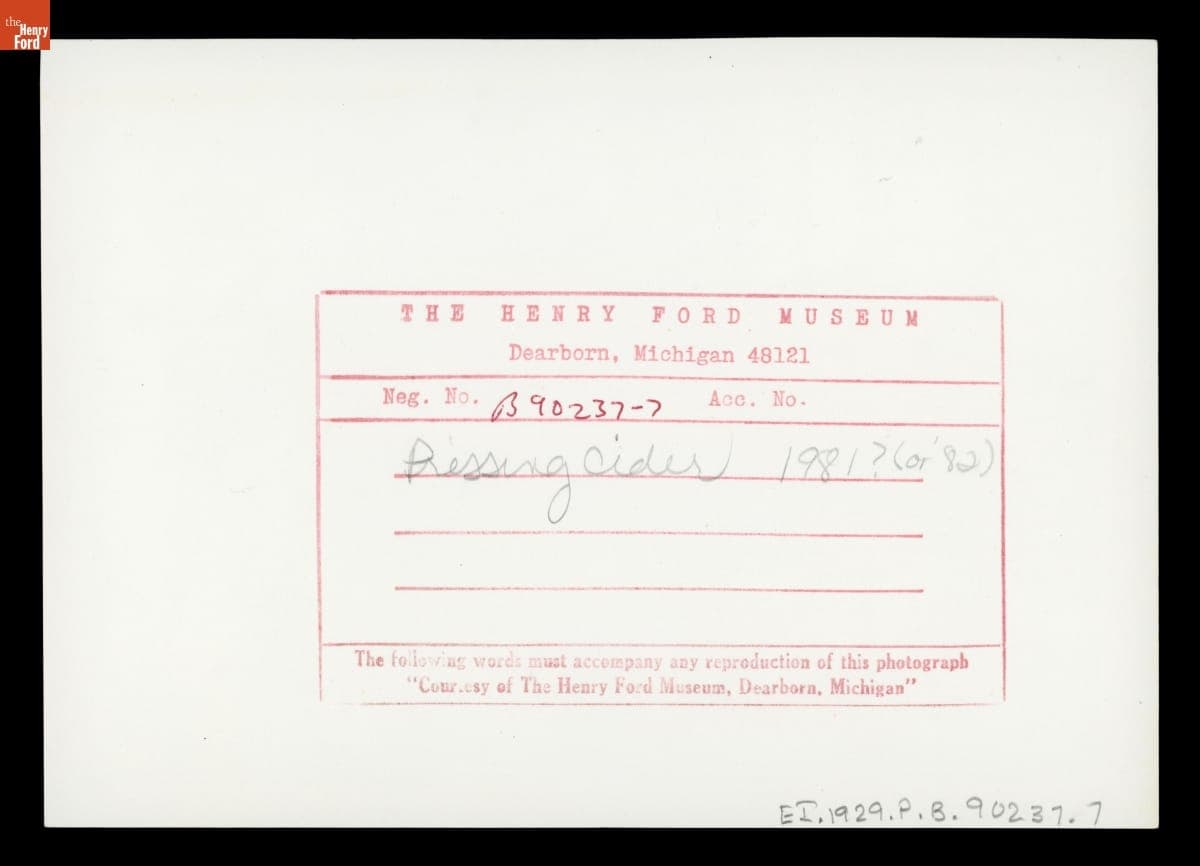 the
Henry
Ford
THE HENRY FORD MUSEUM
Dearborn, Michigan 48121
Neg. No. B90237-7 Acc. No.
Pressing Cider 1981? (or '82)
The following words must accompany any reproduction of this photograph
"Courtesy of The Henry Ford Museum, Dearborn, Michigan"
EI.1929.P.B.90237.7